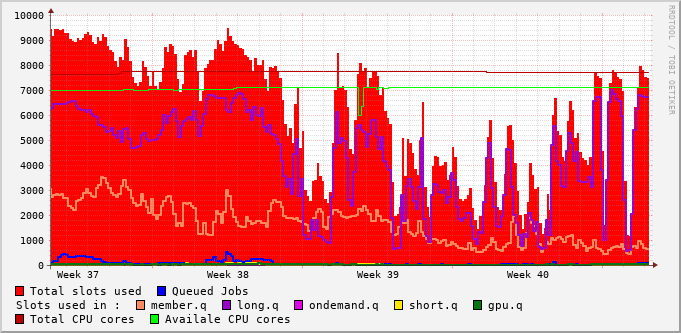 RRDTOOL / TOBI OETIKER
10000
9000
8000
7000
6000
5000
4000
3000
2000
1000
0
Week 37 Week 38 Week 39 Week 40
Total slots used Queued Jobs
Slots used in : member.q long.q ondemand.q short.q gpu.q
Total CPU cores Availale CPU cores